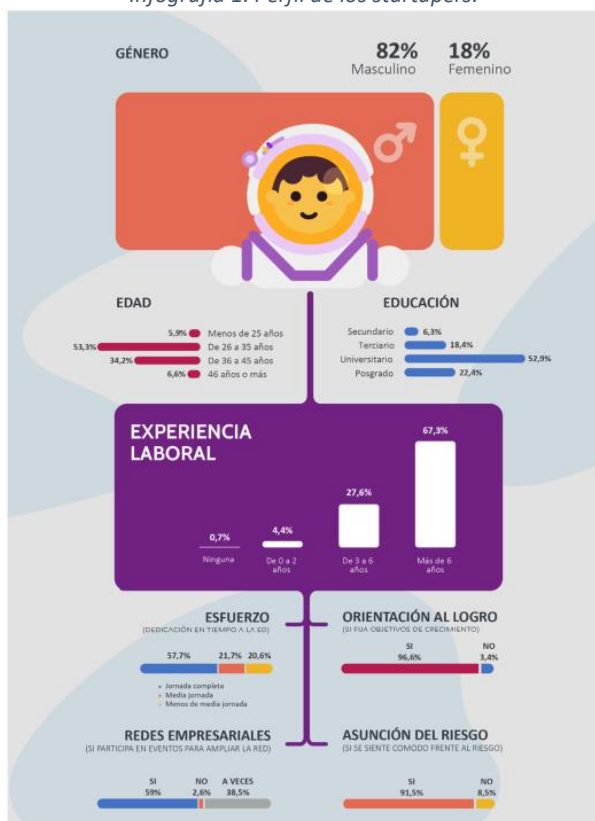 Infografía 1. Perfil de los startupers.
GÉNERO
82% 18%
Masculino Femenino
EDAD
5,9% Menos de 25 años
53,3% De 26 a 35 años
34,2% De 36 a 45 años
6,6% 46 años o más
EDUCACIÓN
Secundario 6,3%
Terciario 18,4%
Universitario 52,9%
Posgrado 22,4%
EXPERIENCIA
LABORAL
0,7% 4,4% 27,6% 67,3%
Ninguna De 0 a 2 De 3 a 6 Más de 6
años años años
ESFUERZO
(DEDICACIÓN EN TIEMPO A LA ED)
57,7% 21,7% 20,6%
• Jornada completa
• Media jornada
• Menos de media jornada
ORIENTACIÓN AL LOGRO
(SI FIJA OBJETIVOS DE CRECIMIENTO)
SI NO
96,6% 3,4%
REDES EMPRESARIALES
(SI PARTICIPA EN EVENTOS PARA AMPLIAR LA RED)
SI NO A VECES
59% 2,6% 38,5%
ASUNCIÓN DEL RIESGO
(SI SE SIENTE COMODO FRENTE AL RIESGO)
SI NO
91,5% 8,5%